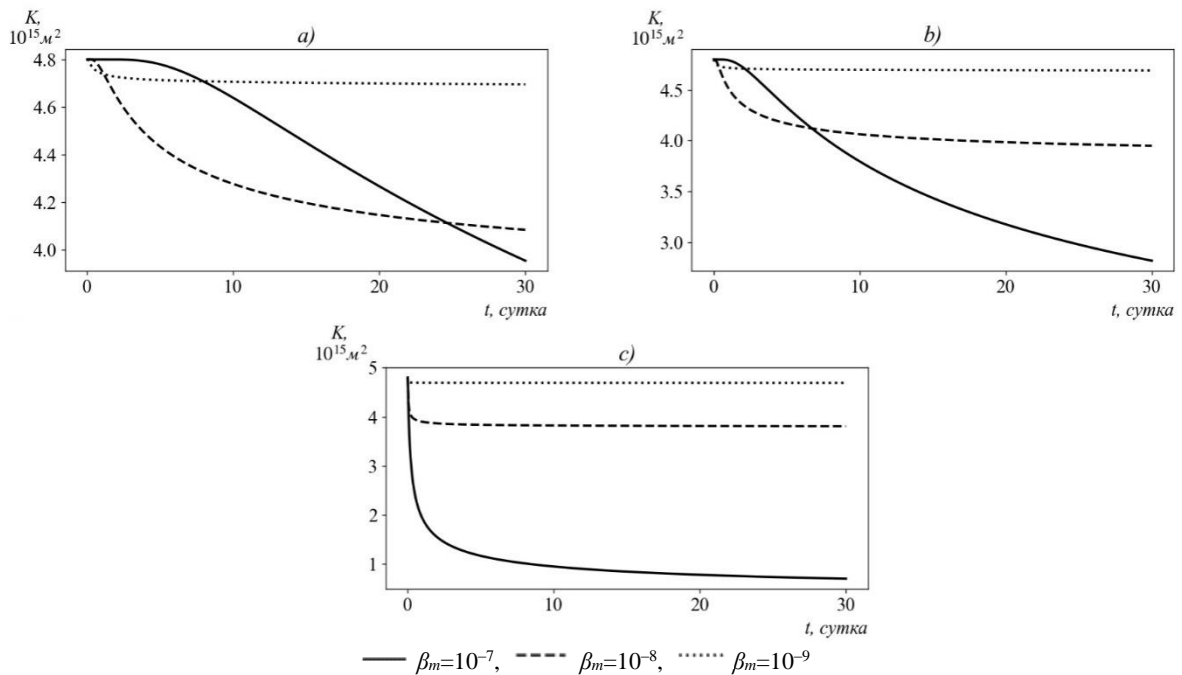 K,
10¹⁵м²
a)
4.8
4.6
4.4
4.2
4.0
0 10 20 30
t, сутка
K,
10¹⁵м²
b)
4.5
4.0
3.5
3.0
0 10 20 30
t, сутка
K,
10¹⁵м²
c)
5
4
3
2
1
0 10 20 30
t, сутка
βm=10⁻⁷, βm=10⁻⁸, βm=10⁻⁹